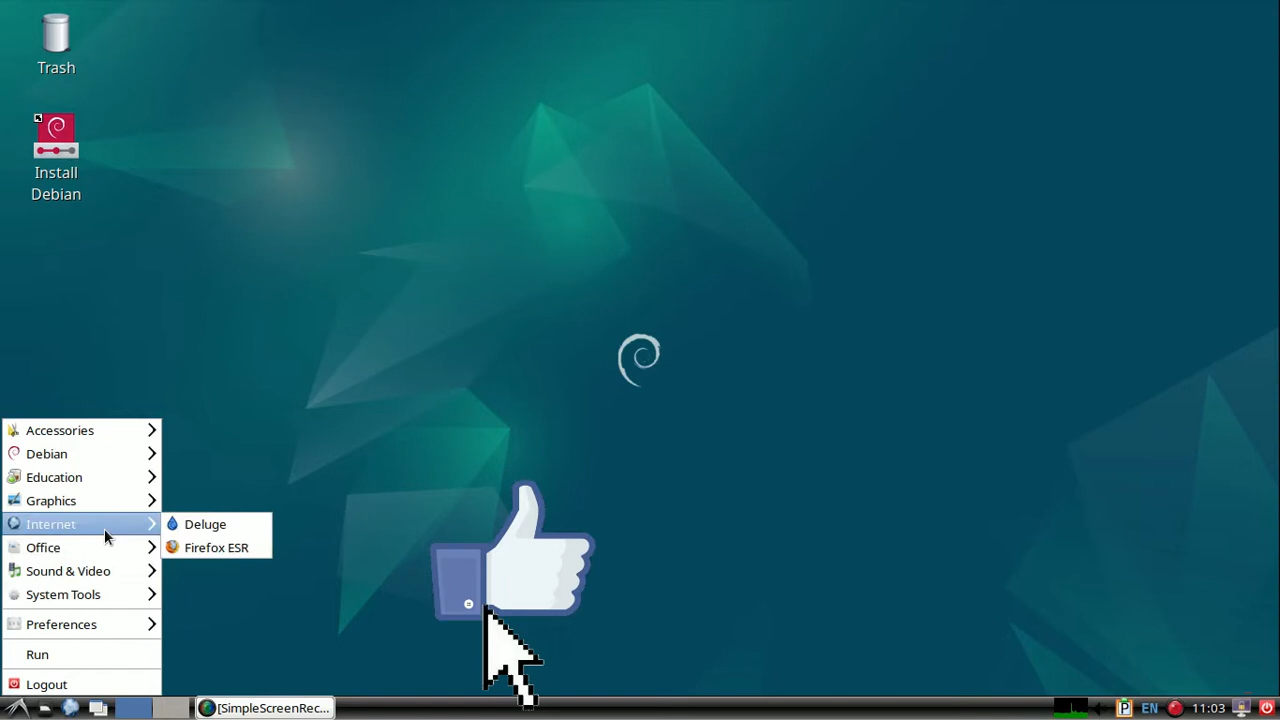 Trash
Install
Debian
Accessories
Debian
Education
Graphics
Internet
Deluge
Office
Firefox ESR
Sound & Video
System Tools
Preferences
Run
Logout
[SimpleScreenRec...
P EN 11:03